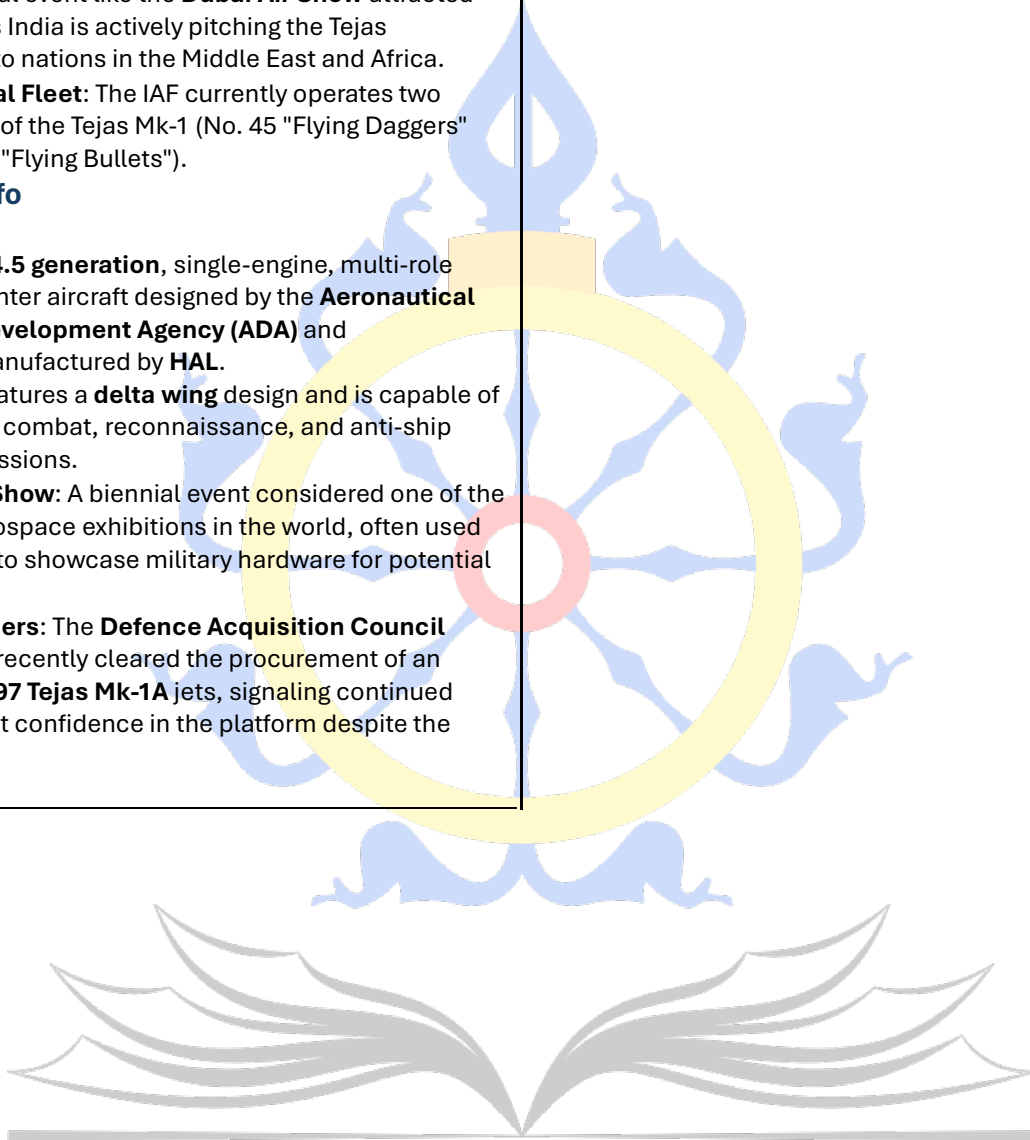 al event like the Dubai Air Show attracted
s India is actively pitching the Tejas
to nations in the Middle East and Africa.
al Fleet: The IAF currently operates two
of the Tejas Mk-1 (No. 45 "Flying Daggers"
"Flying Bullets").
fo
4.5 generation, single-engine, multi-role
hter aircraft designed by the Aeronautical
evelopment Agency (ADA) and
anufactured by HAL.
atures a delta wing design and is capable of
combat, reconnaissance, and anti-ship
ssions.
Show: A biennial event considered one of the
ospace exhibitions in the world, often used
to showcase military hardware for potential
ers: The Defence Acquisition Council
recently cleared the procurement of an
97 Tejas Mk-1A jets, signaling continued
t confidence in the platform despite the